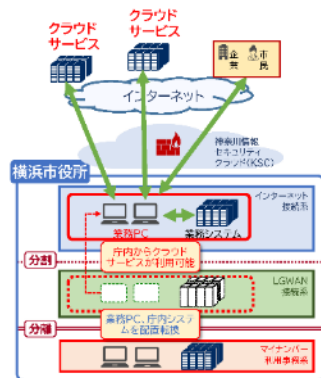 クラウド
サービス
クラウド
サービス
企業
市民
インターネット
神奈川情報
セキュリティ
クラウド(KSC)
横浜市役所
インターネット
接続系
業務PC
業務システム
庁内からクラウド
サービスが利用可能
分割
LGWAN
接続系
分離
業務PC、庁内システ
ムを配置転換
マイナンバー
利用事務系